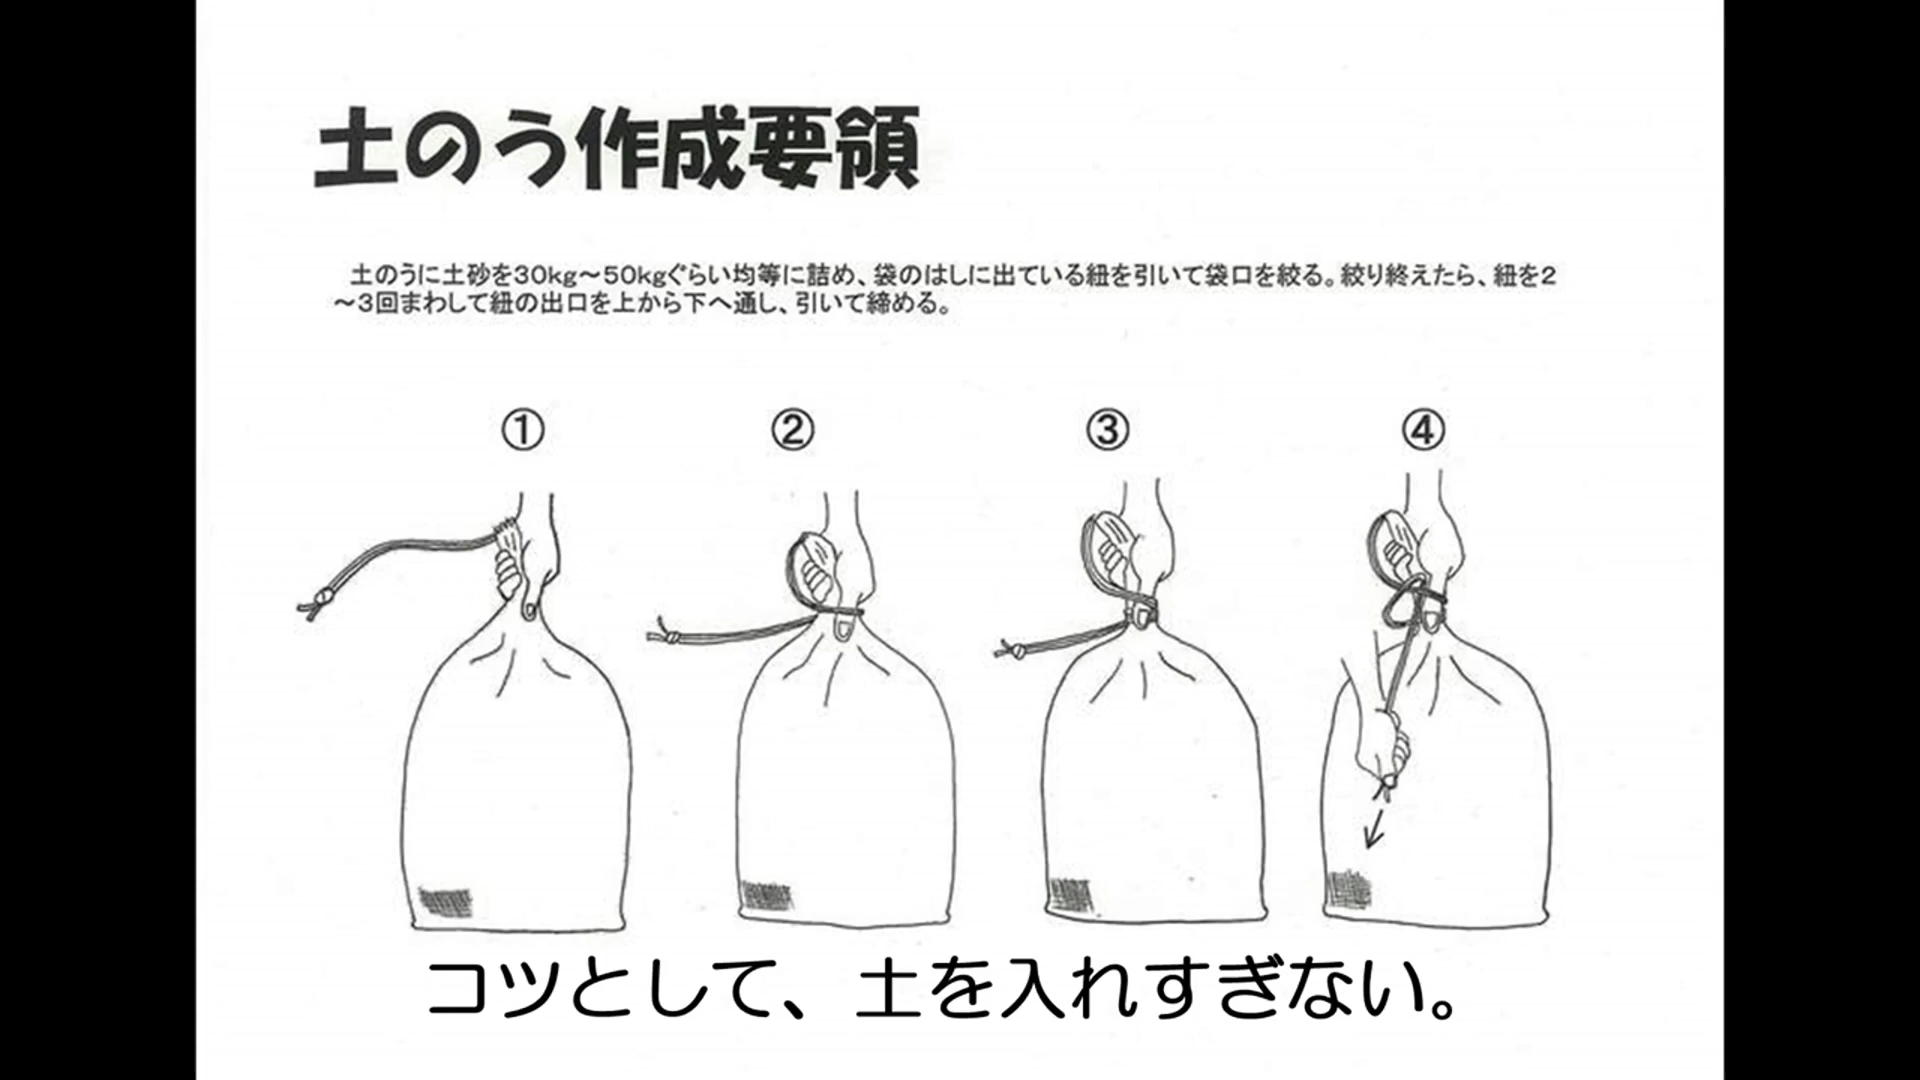 土のう作成要領
土のうに土砂を30kg～50kgぐらい均等に詰め、袋のはしに出ている紐を引いて袋口を絞る。絞り終えたら、紐を2
～3回まわして紐の出口を上から下へ通し、引いて締める。
① ② ③ ④
コツとして、土を入れすぎない。